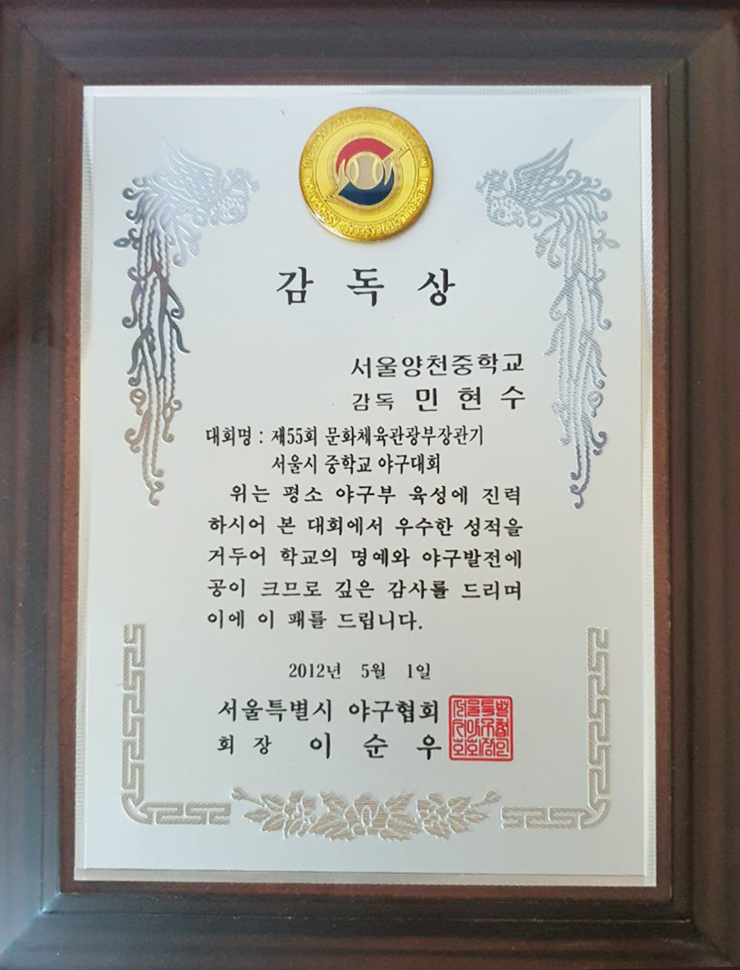 감 독 상
서울양천중학교
감독 민 현 수
대회명 : 제55회 문화체육관광부장관기
서울시 중학교 야구대회
위는 평소 야구부 육성에 진력
하시어 본 대회에서 우수한 성적을
거두어 학교의 명예와 야구발전에
공이 크므로 깊은 감사를 드리며
이에 이 패를 드립니다.
2012년 5월 1일
서울특별시 야구협회
회 장 이 순 우